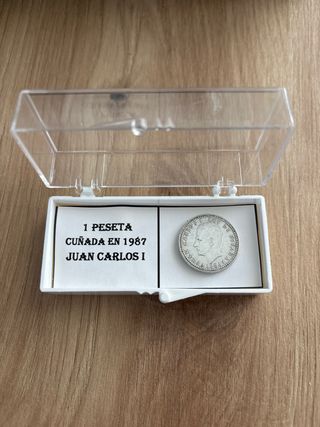 1 PESETA
CUÑADA EN 1987
JUAN CARLOS I